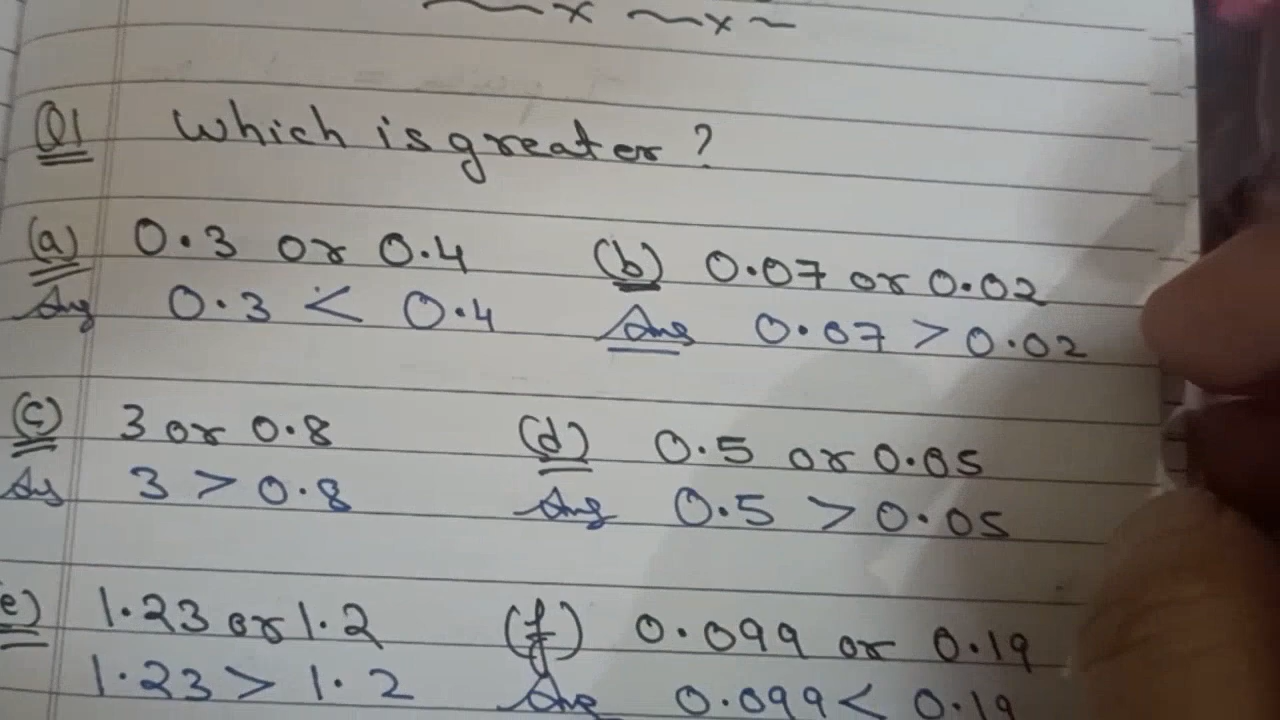 Q1 Which is greater?
(a) 0.3 or 0.4 (b) 0.07 or 0.02
Ans 0.3 < 0.4 Ans 0.07 > 0.02
(c) 3 or 0.8 (d) 0.5 or 0.05
Ans 3 > 0.8 Ans 0.5 > 0.05
e) 1.23 or 1.2 (f) 0.099 or 0.19
1.23 > 1.2 Ans 0.099 < 0.19